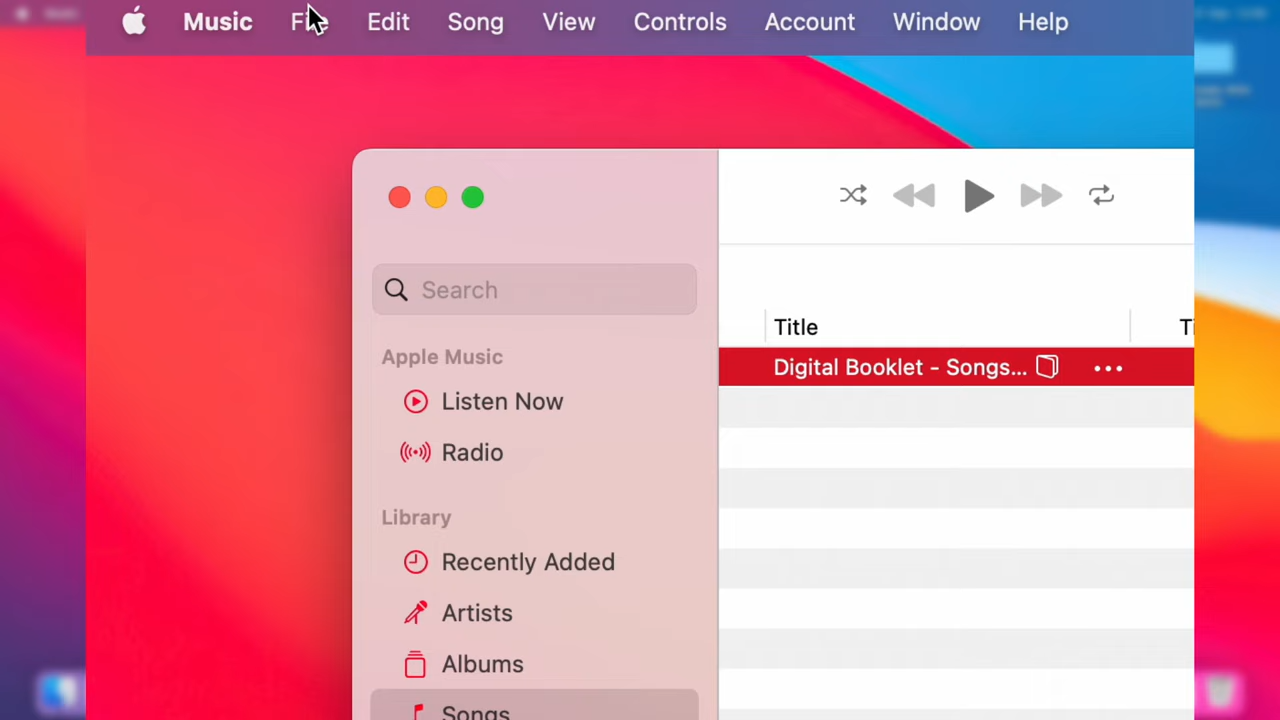 Music File Edit Song View Controls Account Window Help
Search
Title
Digital Booklet - Songs...
Apple Music
Listen Now
Radio
Library
Recently Added
Artists
Albums
Songs